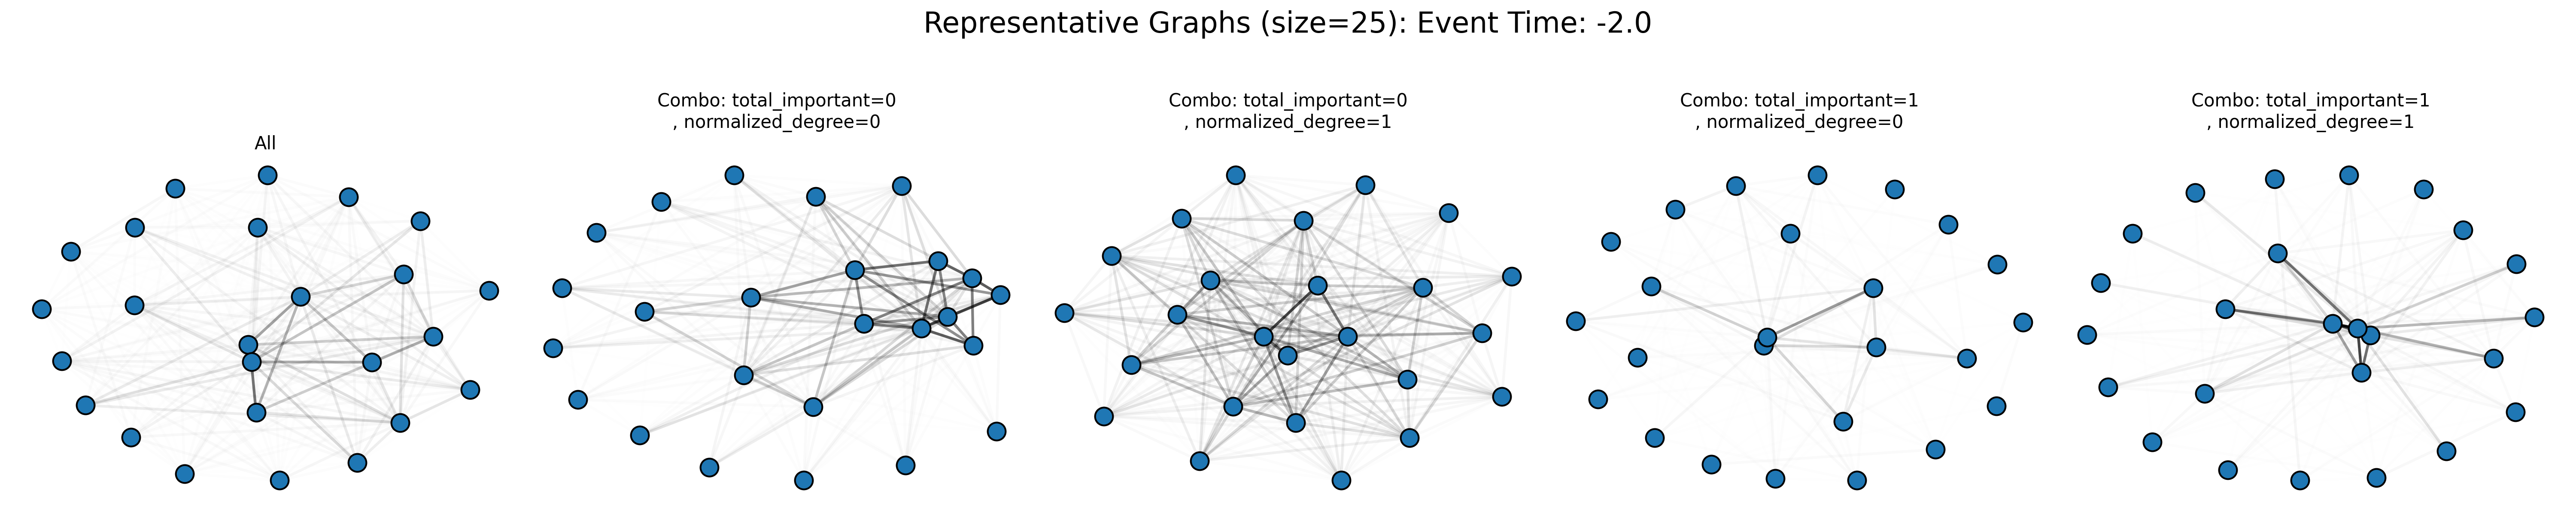 Representative Graphs (size=25): Event Time: -2.0
All
Combo: total_important=0
, normalized_degree=0
Combo: total_important=0
, normalized_degree=1
Combo: total_important=1
, normalized_degree=0
Combo: total_important=1
, normalized_degree=1